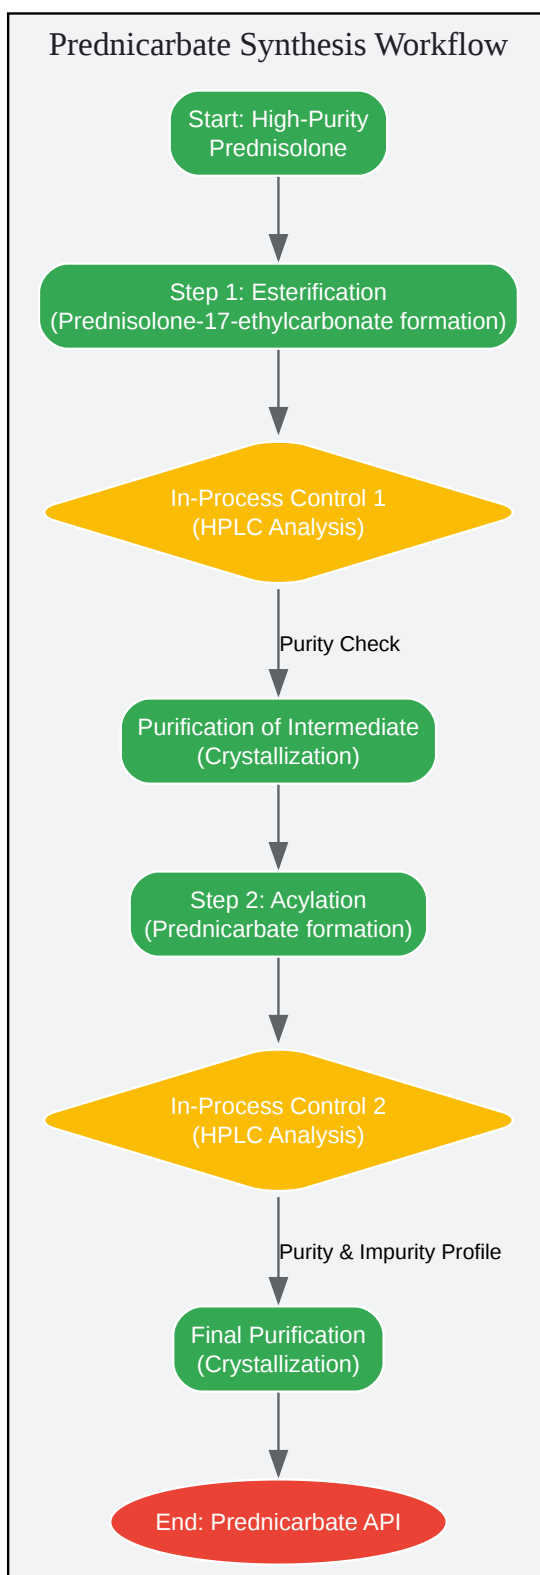 Prednicarbate Synthesis Workflow
Start: High-Purity
Prednisolone
Step 1: Esterification
(Prednisolone-17-ethylcarbonate formation)
In-Process Control 1
(HPLC Analysis)
Purity Check
Purification of Intermediate
(Crystallization)
Step 2: Acylation
(Prednicarbate formation)
In-Process Control 2
(HPLC Analysis)
Purity & Impurity Profile
Final Purification
(Crystallization)
End: Prednicarbate API